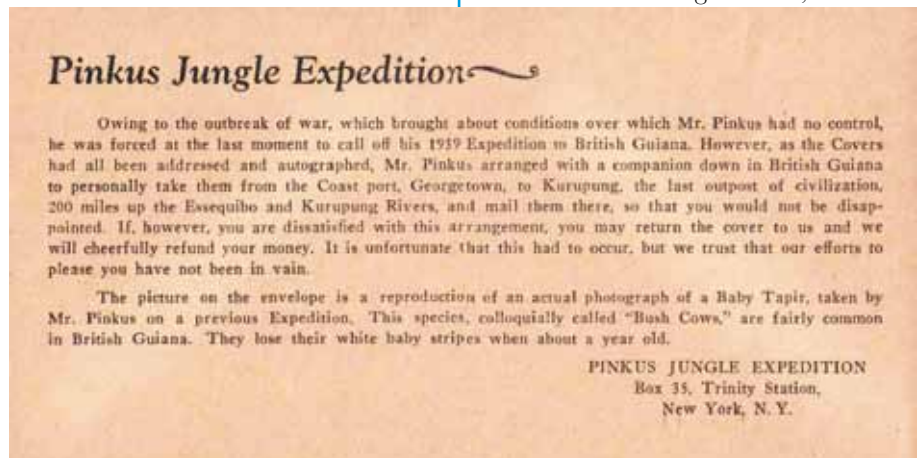 Pinkus Jungle Expedition
Owing to the outbreak of war, which brought about conditions over which Mr. Pinkus had no control,
he was forced at the last moment to call off his 1939 Expedition to British Guiana. However, as the Covers
had all been addressed and autographed, Mr. Pinkus arranged with a companion down in British Guiana
to personally take them from the Coast port, Georgetown, to Kurupung, the last outpost of civilization,
200 miles up the Essequibo and Kurupung Rivers, and mail them there, so that you would not be disap-
pointed. If, however, you are dissatisfied with this arrangement, you may return the cover to us and we
will cheerfully refund your money. It is unfortunate that this had to occur, but we trust that our efforts to
please you have not been in vain.
The picture on the envelope is a reproduction of an actual photograph of a Baby Tapir, taken by
Mr. Pinkus on a previous Expedition. This species, colloquially called "Bush Cows," are fairly common
in British Guiana. They lose their white baby stripes when about a year old.
PINKUS JUNGLE EXPEDITION
Box 35, Trinity Station,
New York, N. Y.